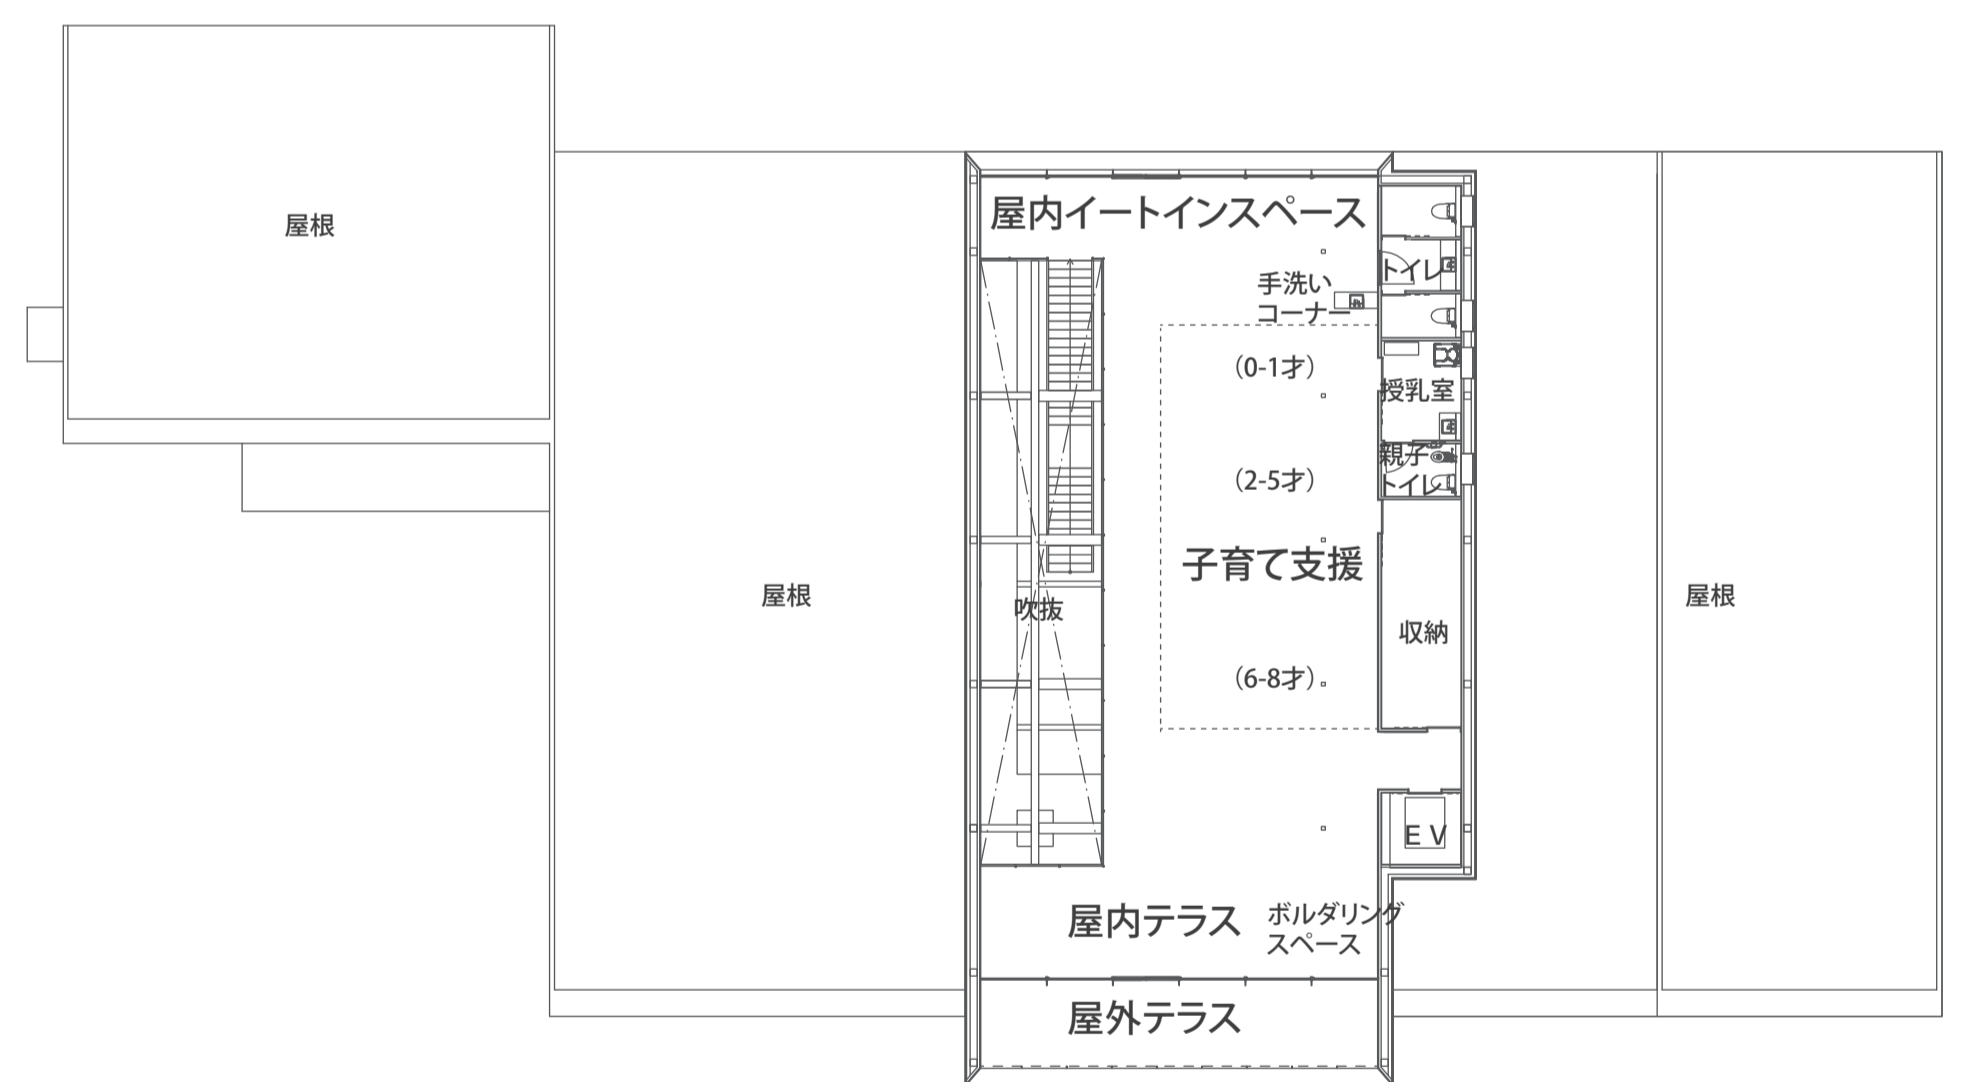 屋根
屋内イートインスペース
トイレ
手洗い
コーナー
(0-1才)
授乳室
親子
トイレ
(2-5才)
子育て支援
屋根
吹抜
屋根
収納
(6-8才)
EV
屋内テラス
ボルダリング
スペース
屋外テラス